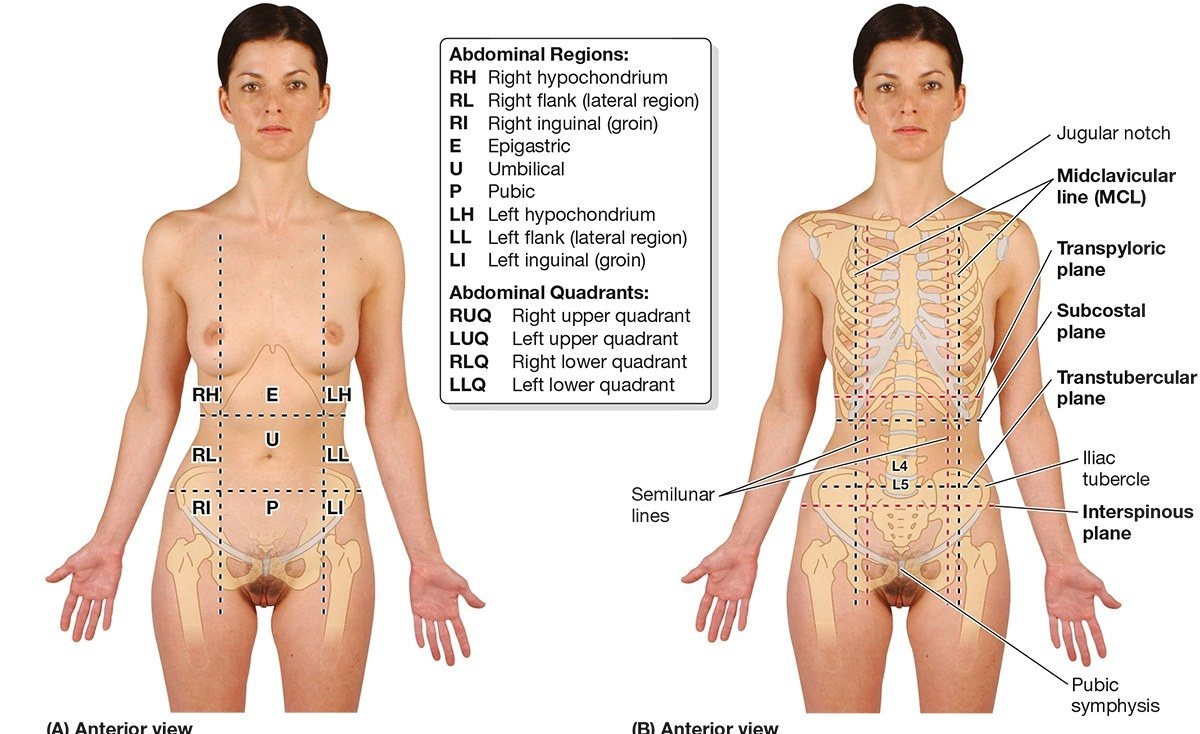 Abdominal Regions:
RH Right hypochondrium
RL Right flank (lateral region)
RI Right inguinal (groin)
E Epigastric
U Umbilical
P Pubic
LH Left hypochondrium
LL Left flank (lateral region)
LI Left inguinal (groin)
Abdominal Quadrants:
RUQ Right upper quadrant
LUQ Left upper quadrant
RLQ Right lower quadrant
LLQ Left lower quadrant
RH E LH
U
RL LL
RI P LI
(A) Anterior view
Jugular notch
Midclavicular
line (MCL)
Transpyloric
plane
Subcostal
plane
Transtubercular
plane
L4
L5
Iliac
tubercle
Semilunar
lines
Interspinous
plane
Pubic
symphysis
(B) Anterior view